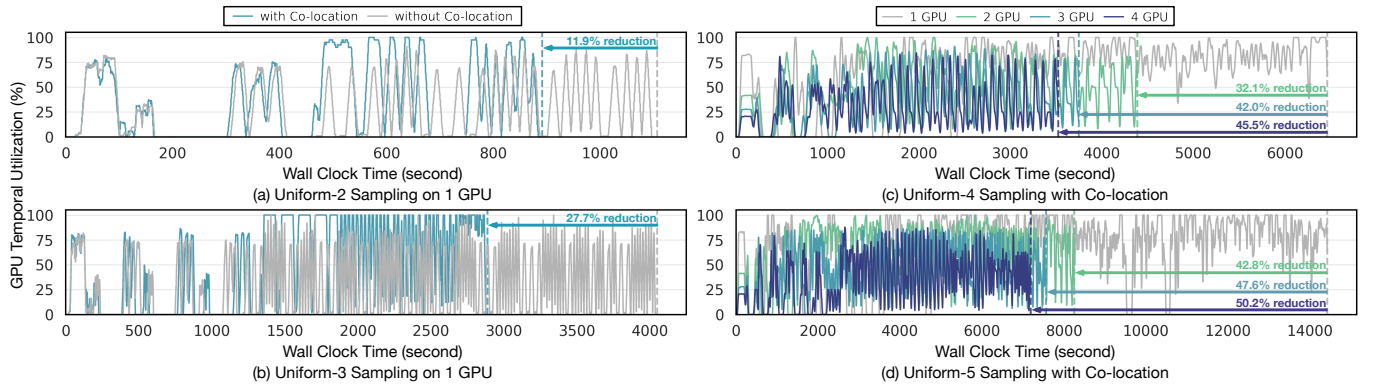 with Co-location without Co-location
1 GPU 2 GPU 3 GPU 4 GPU
GPU Temporal Utilization (%)
100
75
50
25
0
11.9% reduction
0 200 400 600 800 1000
Wall Clock Time (second)
(a) Uniform-2 Sampling on 1 GPU
100
75
50
25
0
32.1% reduction
42.0% reduction
45.5% reduction
0 1000 2000 3000 4000 5000 6000
Wall Clock Time (second)
(c) Uniform-4 Sampling with Co-location
100
75
50
25
0
27.7% reduction
0 500 1000 1500 2000 2500 3000 3500 4000
Wall Clock Time (second)
(b) Uniform-3 Sampling on 1 GPU
100
75
50
25
0
42.8% reduction
47.6% reduction
50.2% reduction
0 2000 4000 6000 8000 10000 12000 14000
Wall Clock Time (second)
(d) Uniform-5 Sampling with Co-location